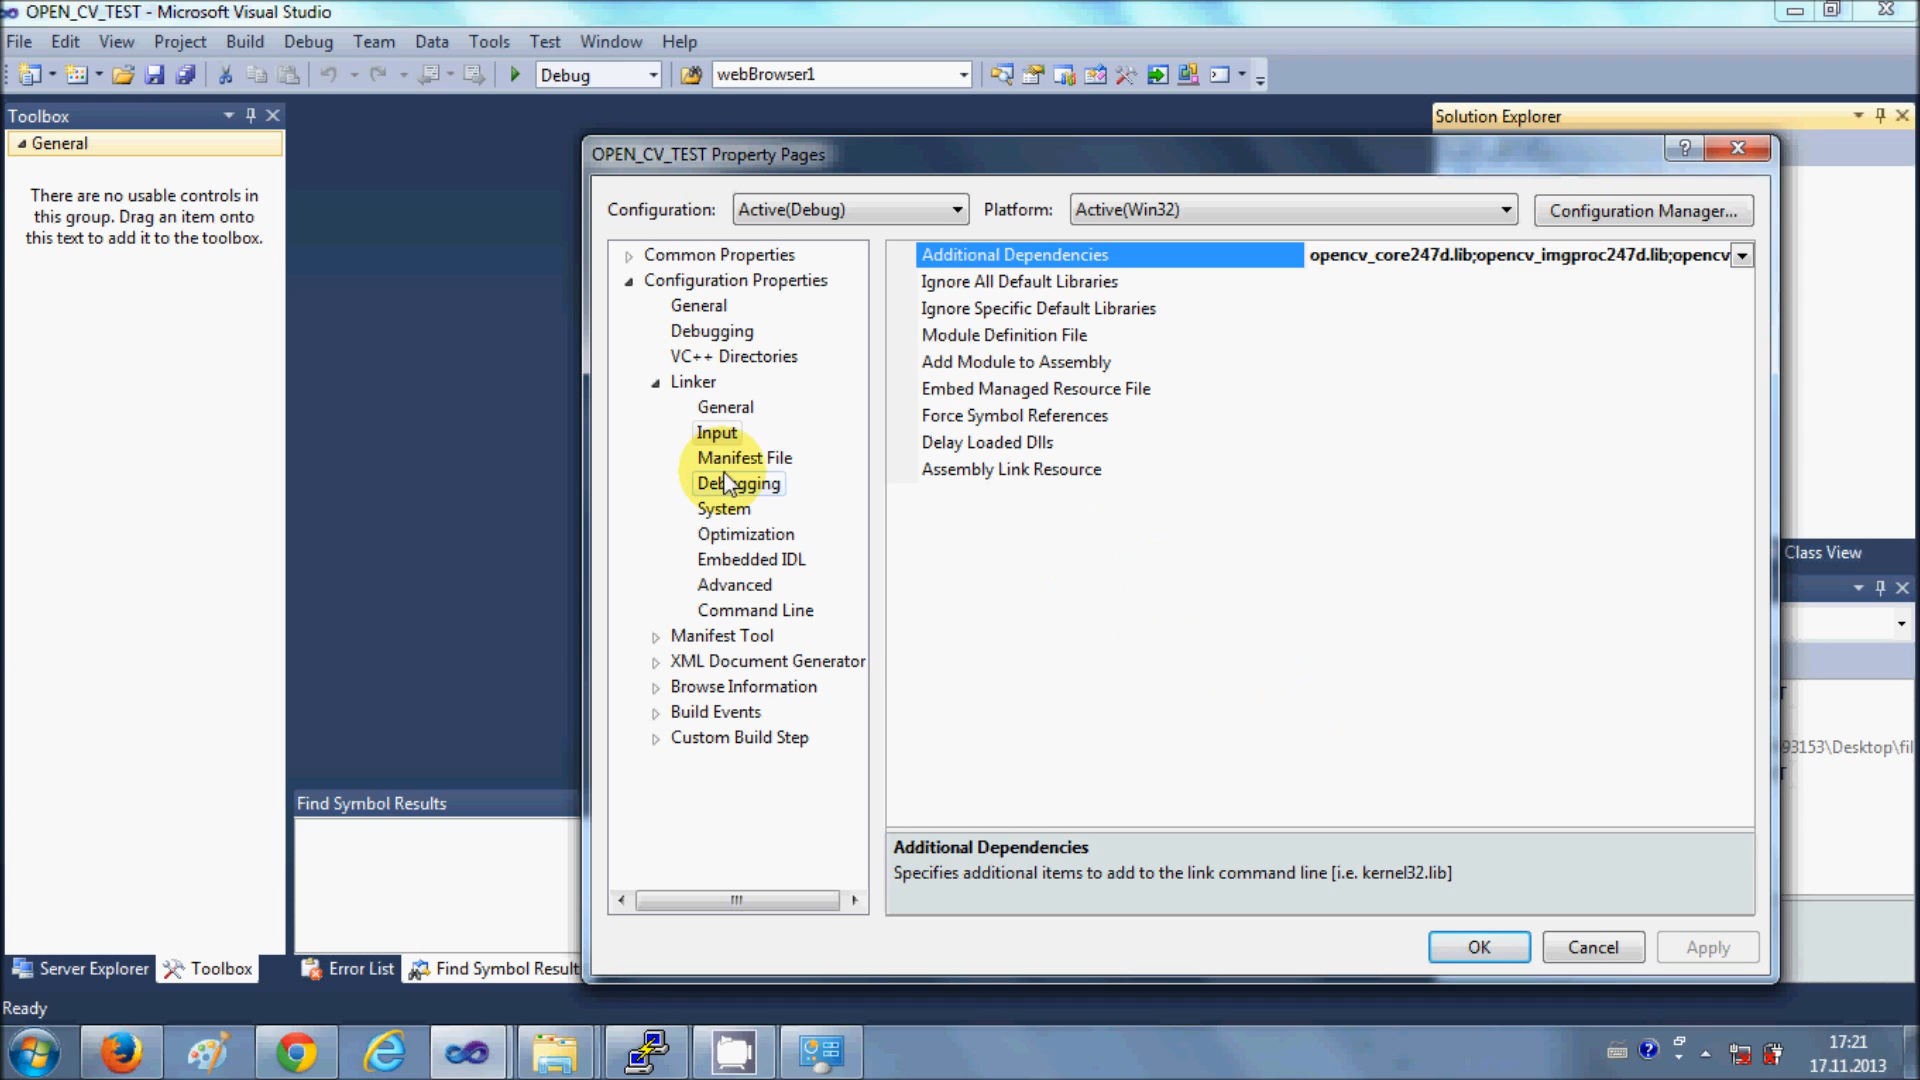 OPEN_CV_TEST - Microsoft Visual Studio
File Edit View Project Build Debug Team Data Tools Test Window Help
Debug webBrowser1
Toolbox
General
There are no usable controls in
this group. Drag an item onto
this text to add it to the toolbox.
Solution Explorer
OPEN_CV_TEST Property Pages
Configuration: Active(Debug) Platform: Active(Win32) Configuration Manager...
Common Properties
Configuration Properties
General
Debugging
VC++ Directories
Linker
General
Input
Manifest File
Debugging
System
Optimization
Embedded IDL
Advanced
Command Line
Manifest Tool
XML Document Generator
Browse Information
Build Events
Custom Build Step
Additional Dependencies opencv_core247d.lib;opencv_imgproc247d.lib;opencv
Ignore All Default Libraries
Ignore Specific Default Libraries
Module Definition File
Add Module to Assembly
Embed Managed Resource File
Force Symbol References
Delay Loaded Dlls
Assembly Link Resource
Additional Dependencies
Specifies additional items to add to the link command line [i.e. kernel32.lib]
OK Cancel Apply
Class View
T
93153\Desktop\fil
T
Find Symbol Results
Server Explorer Toolbox Error List Find Symbol Result
Ready
17:21
17.11.2013